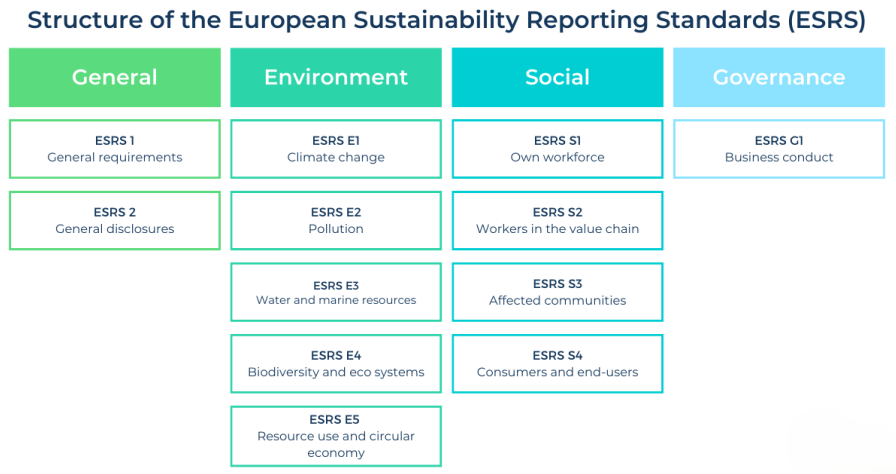 Structure of the European Sustainability Reporting Standards (ESRS)
General
Environment
Social
Governance
ESRS 1
General requirements
ESRS E1
Climate change
ESRS S1
Own workforce
ESRS G1
Business conduct
ESRS 2
General disclosures
ESRS E2
Pollution
ESRS S2
Workers in the value chain
ESRS E3
Water and marine resources
ESRS S3
Affected communities
ESRS E4
Biodiversity and eco systems
ESRS S4
Consumers and end-users
ESRS E5
Resource use and circular
economy